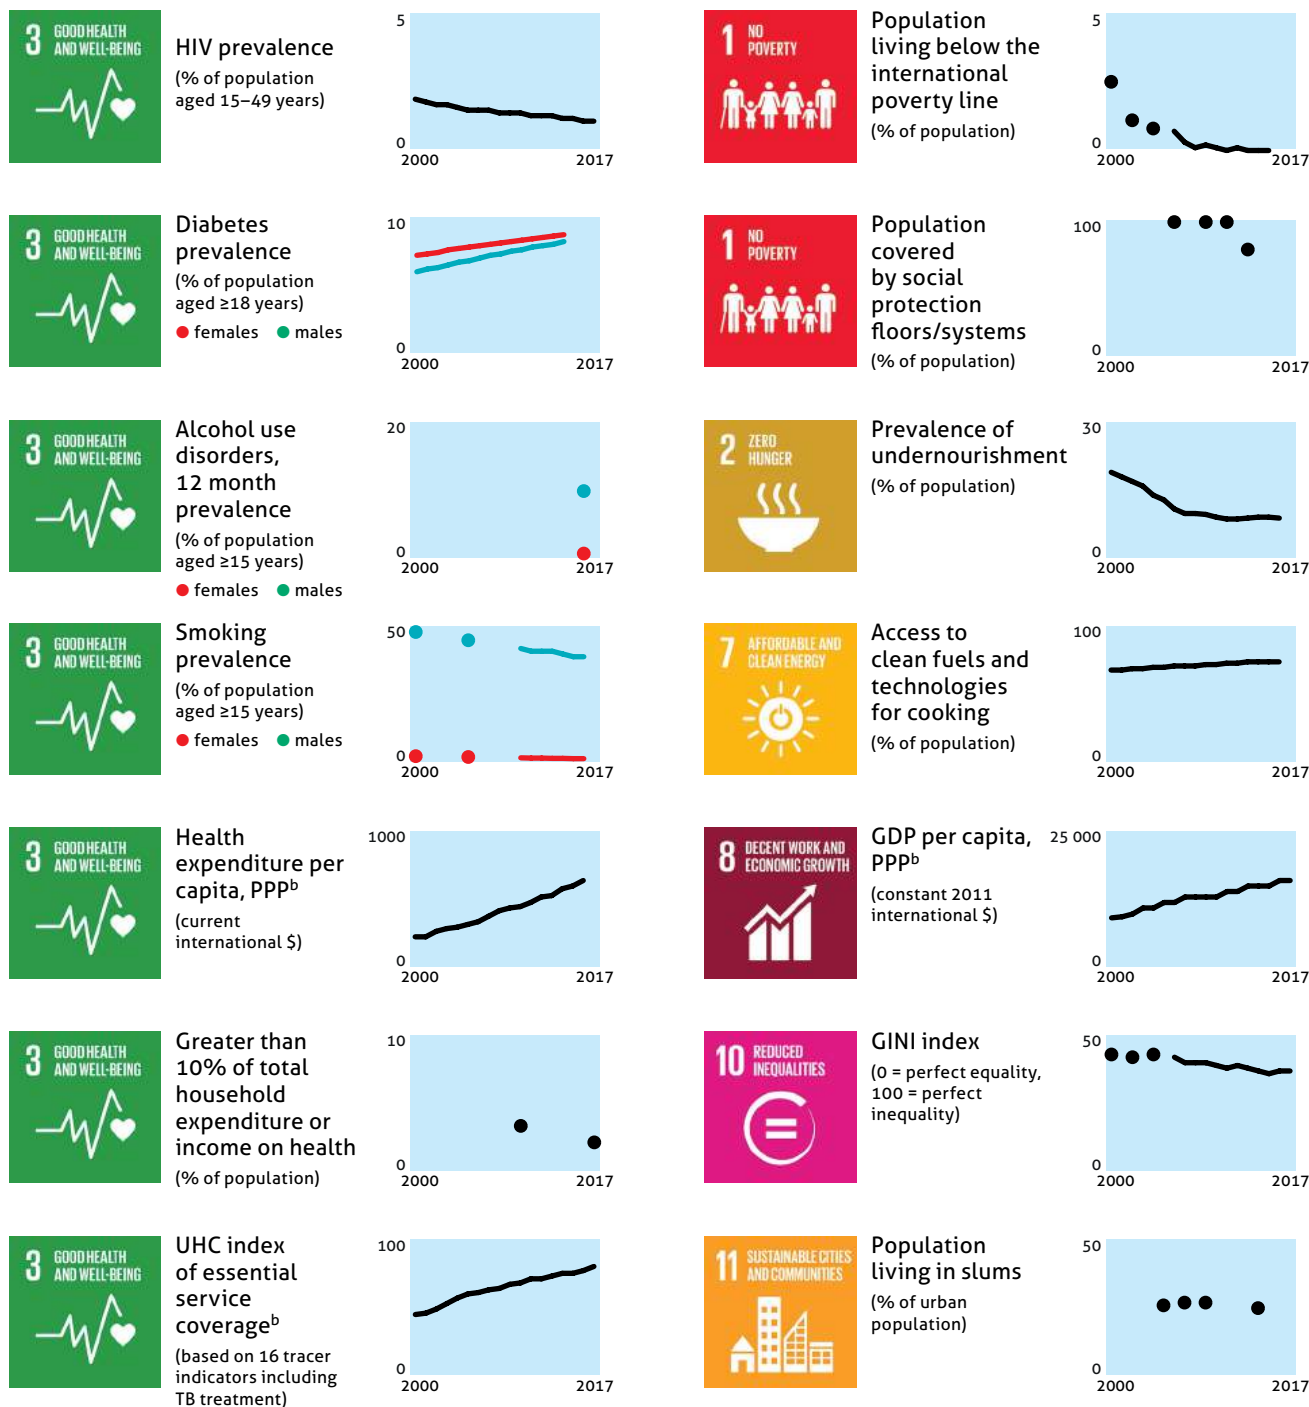 3 GOOD HEALTH
AND WELL-BEING
HIV prevalence
(% of population
aged 15–49 years)
5
0
2000 2017
3 GOOD HEALTH
AND WELL-BEING
Diabetes
prevalence
(% of population
aged ≥18 years)
females males
10
0
2000 2017
3 GOOD HEALTH
AND WELL-BEING
Alcohol use
disorders,
12 month
prevalence
(% of population
aged ≥15 years)
females males
20
0
2000 2017
3 GOOD HEALTH
AND WELL-BEING
Smoking
prevalence
(% of population
aged ≥15 years)
females males
50
0
2000 2017
3 GOOD HEALTH
AND WELL-BEING
Health
expenditure per
capita, PPPᵇ
(current
international $)
1000
0
2000 2017
3 GOOD HEALTH
AND WELL-BEING
Greater than
10% of total
household
expenditure or
income on health
(% of population)
10
0
2000 2017
3 GOOD HEALTH
AND WELL-BEING
UHC index
of essential
service
coverageᵇ
(based on 16 tracer
indicators including
TB treatment)
100
0
2000 2017
1 NO
POVERTY
Population
living below the
international
poverty line
(% of population)
5
0
2000 2017
1 NO
POVERTY
Population
covered
by social
protection
floors/systems
(% of population)
100
0
2000 2017
2 ZERO
HUNGER
Prevalence of
undernourishment
(% of population)
30
0
2000 2017
7 AFFORDABLE AND
CLEAN ENERGY
Access to
clean fuels and
technologies
for cooking
(% of population)
100
0
2000 2017
8 DECENT WORK AND
ECONOMIC GROWTH
GDP per capita,
PPPᵇ
(constant 2011
international $)
25 000
0
2000 2017
10 REDUCED
INEQUALITIES
GINI index
(0 = perfect equality,
100 = perfect
inequality)
50
0
2000 2017
11 SUSTAINABLE CITIES
AND COMMUNITIES
Population
living in slums
(% of urban
population)
50
0
2000 2017